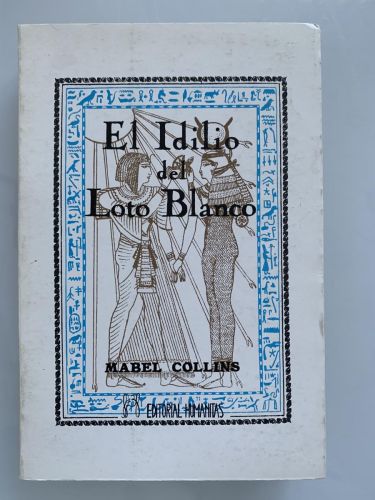 El Idilio
del
Loto Blanco
MABEL COLLINS
EDITORIAL HUMANITAS